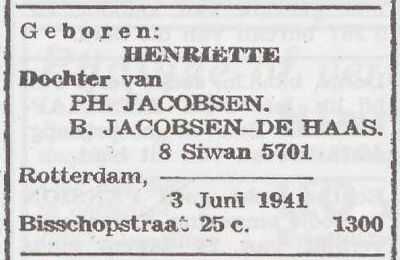 Geboren:
HENRIËTTE
Dochter van
PH. JACOBSEN.
B. JACOBSEN—DE HAAS.
8 Siwan 5701
Rotterdam,
3 Juni 1941
Bisschopstraat 25 c. 1300